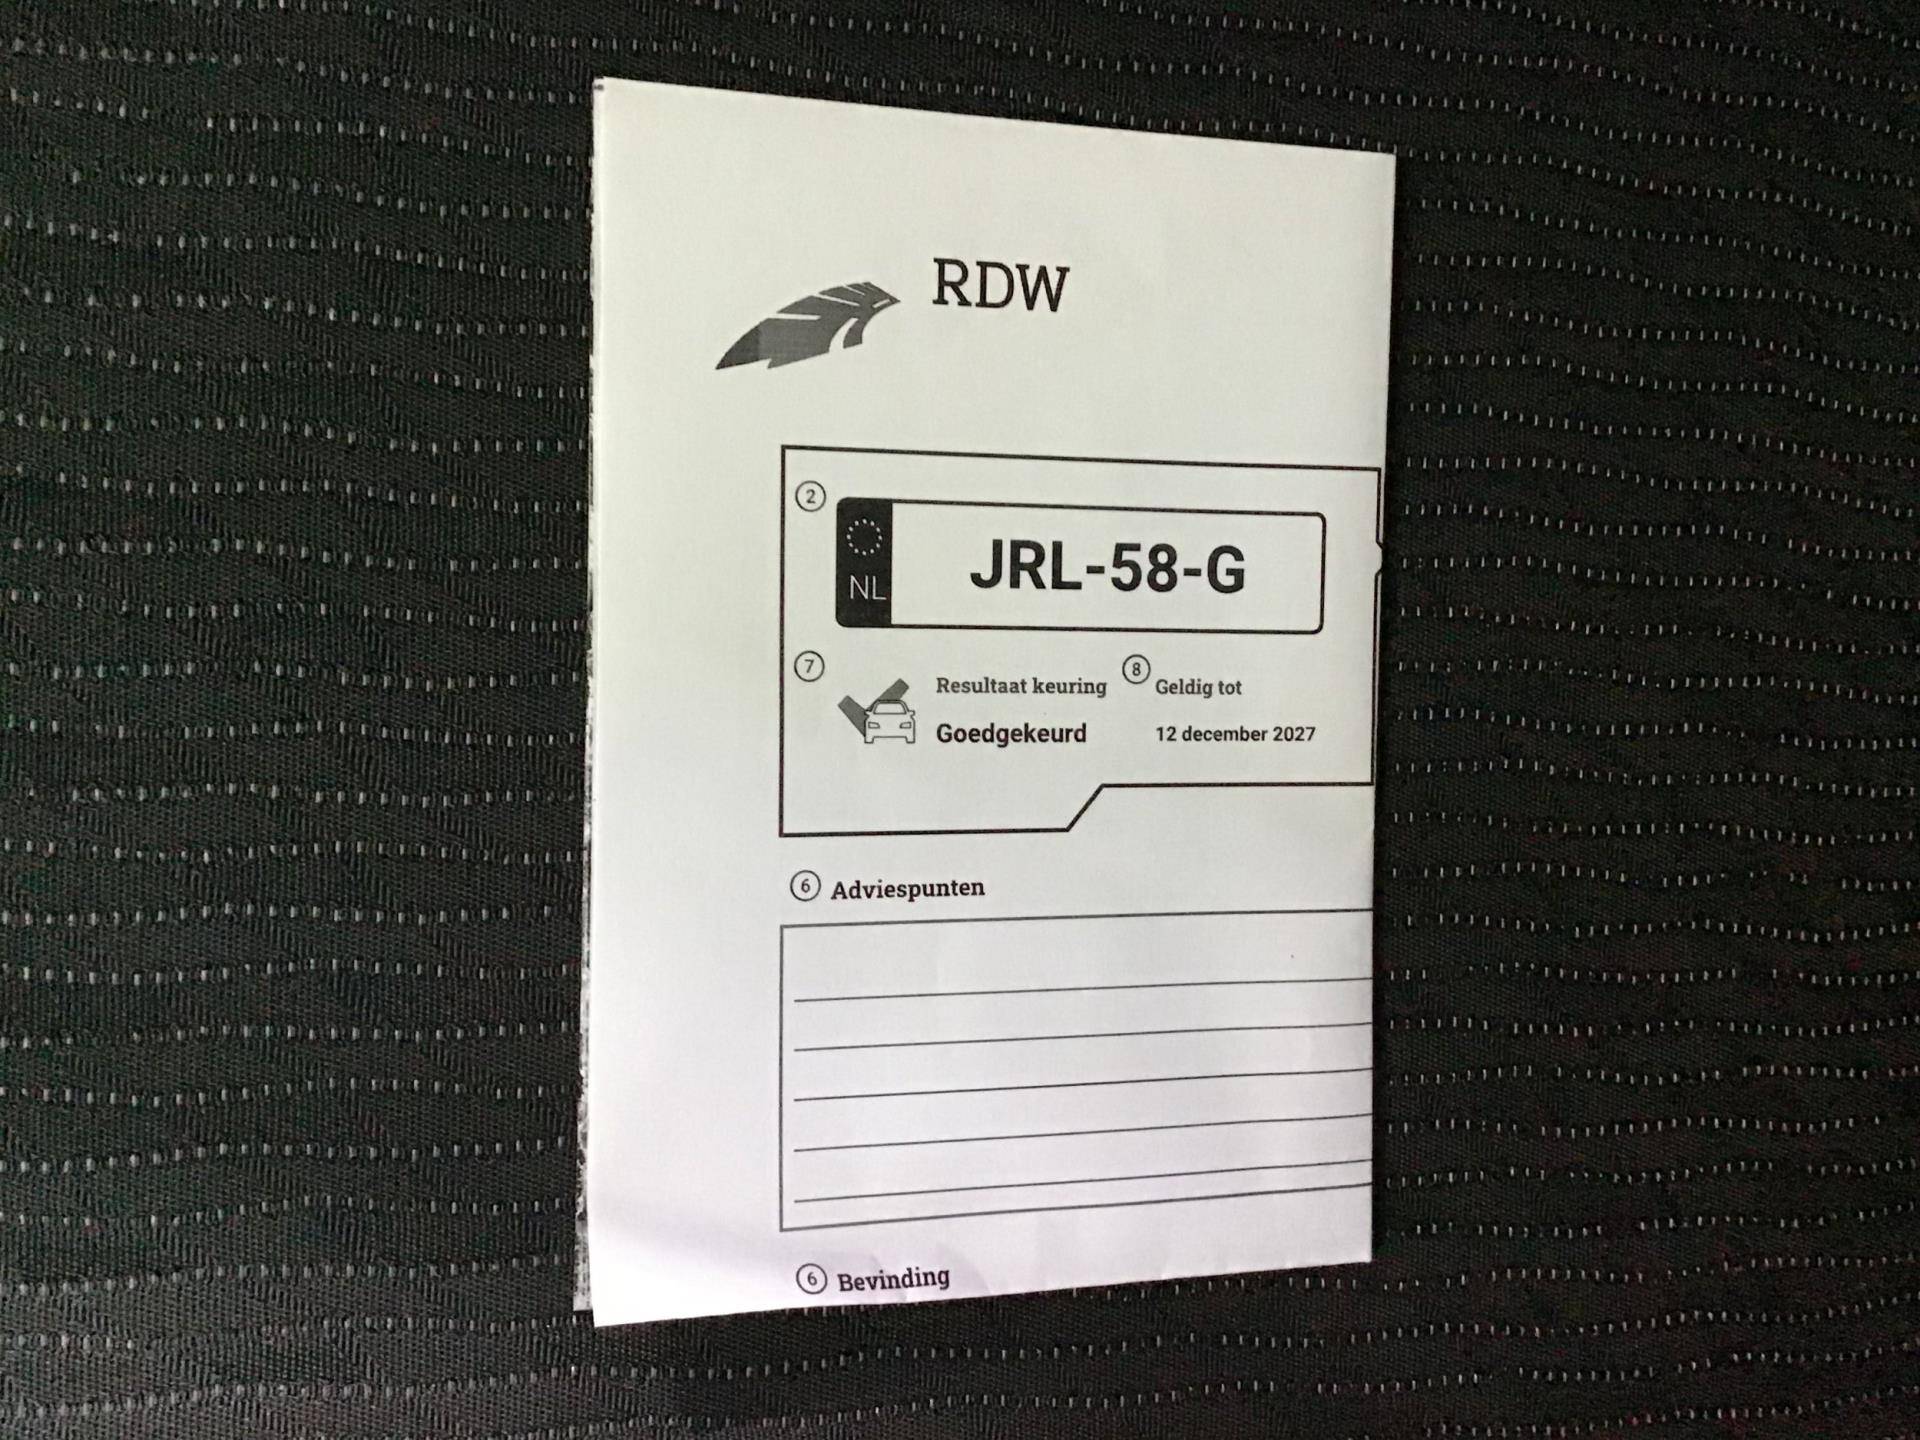 RDW
2
NL
JRL-58-G
7 Resultaat keuring 8 Geldig tot
Goedgekeurd 12 december 2027
6 Adviespunten
6 Bevinding